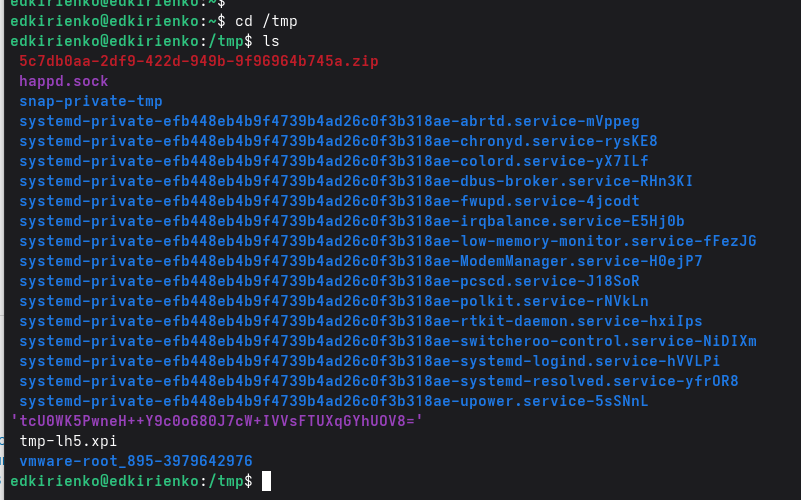 edkirienko@edkirienko:~$
edkirienko@edkirienko:~$ cd /tmp
edkirienko@edkirienko:/tmp$ ls
5c7db0aa-2df9-422d-949b-9f96964b745a.zip
happd.sock
snap-private-tmp
systemd-private-efb448eb4b9f4739b4ad26c0f3b318ae-abrtd.service-mVppeg
systemd-private-efb448eb4b9f4739b4ad26c0f3b318ae-chronyd.service-rysKE8
systemd-private-efb448eb4b9f4739b4ad26c0f3b318ae-colord.service-yX7ILf
systemd-private-efb448eb4b9f4739b4ad26c0f3b318ae-dbus-broker.service-RHn3KI
systemd-private-efb448eb4b9f4739b4ad26c0f3b318ae-fwupd.service-4jcodt
systemd-private-efb448eb4b9f4739b4ad26c0f3b318ae-irqbalance.service-E5Hj0b
systemd-private-efb448eb4b9f4739b4ad26c0f3b318ae-low-memory-monitor.service-fFezJG
systemd-private-efb448eb4b9f4739b4ad26c0f3b318ae-ModemManager.service-H0ejP7
systemd-private-efb448eb4b9f4739b4ad26c0f3b318ae-pcscd.service-J18SoR
systemd-private-efb448eb4b9f4739b4ad26c0f3b318ae-polkit.service-rNVkLn
systemd-private-efb448eb4b9f4739b4ad26c0f3b318ae-rtkit-daemon.service-hxiIps
systemd-private-efb448eb4b9f4739b4ad26c0f3b318ae-switcheroo-control.service-NiDIXm
systemd-private-efb448eb4b9f4739b4ad26c0f3b318ae-systemd-logind.service-hVVLPi
systemd-private-efb448eb4b9f4739b4ad26c0f3b318ae-systemd-resolved.service-yfrOR8
systemd-private-efb448eb4b9f4739b4ad26c0f3b318ae-upower.service-5sSNnL
'tcU0WK5PwneH++Y9c0o680J7cW+IVVsFTUXqGYhUOV8='
tmp-lh5.xpi
vmware-root_895-3979642976
edkirienko@edkirienko:/tmp$